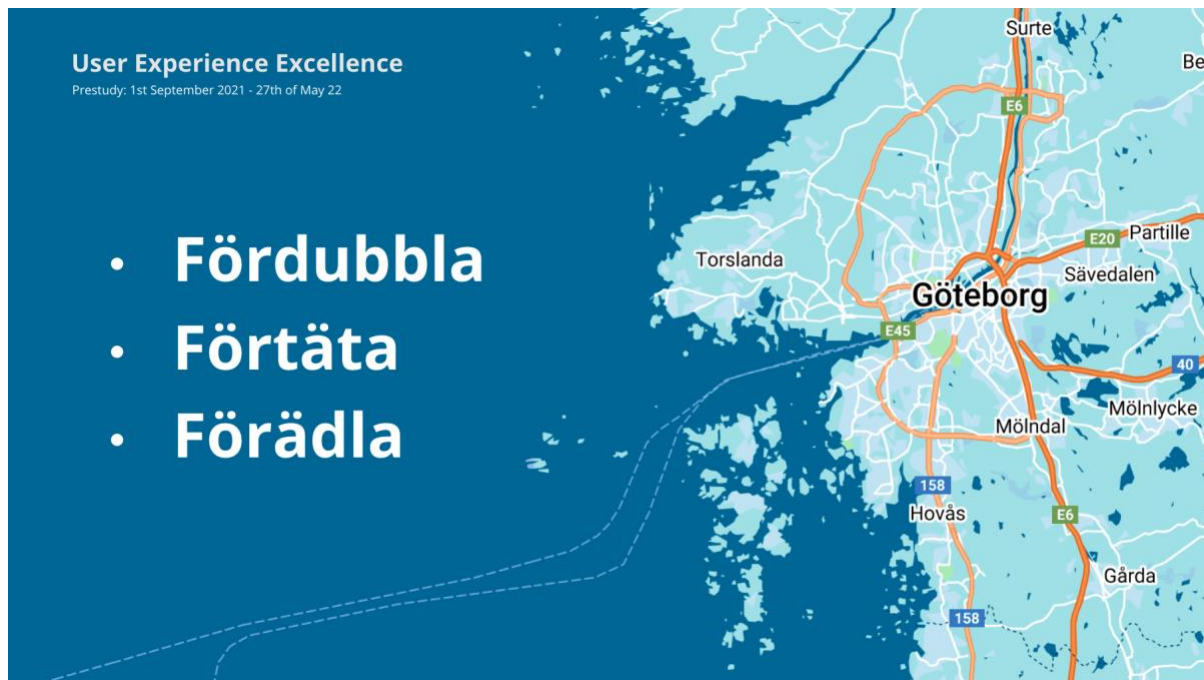 User Experience Excellence
Prestudy: 1st September 2021 - 27th of May 22
• Fördubbla
• Förtäta
• Förädla
Surte
Be
E6
E20
Partille
Torslanda
Sävedalen
Göteborg
E45
40
Mölnlycke
Mölndal
158
Hovås
E6
Gårda
158